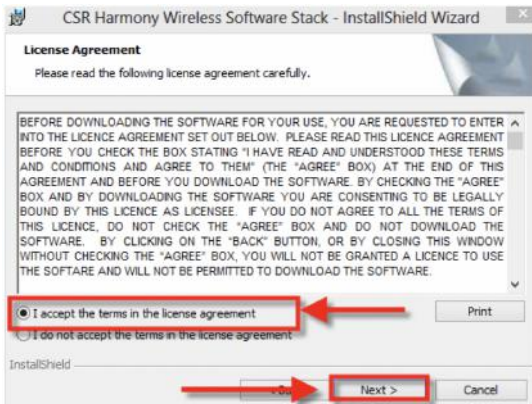 CSR Harmony Wireless Software Stack - InstallShield Wizard
License Agreement
Please read the following license agreement carefully.
BEFORE DOWNLOADING THE SOFTWARE FOR YOUR USE, YOU ARE REQUESTED TO ENTER
INTO THE LICENCE AGREEMENT SET OUT BELOW. PLEASE READ THIS LICENCE AGREEMENT
BEFORE YOU CHECK THE BOX STATING "I HAVE READ AND UNDERSTOOD THESE TERMS
AND CONDITIONS AND AGREE TO THEM" (THE "AGREE" BOX) AT THE END OF THIS
AGREEMENT AND BEFORE YOU DOWNLOAD THE SOFTWARE. BY CHECKING THE "AGREE"
BOX AND BY DOWNLOADING THE SOFTWARE YOU ARE CONSENTING TO BE LEGALLY
BOUND BY THIS LICENCE AS LICENSEE. IF YOU DO NOT AGREE TO ALL THE TERMS OF
THIS LICENCE, DO NOT CHECK THE "AGREE" BOX AND DO NOT DOWNLOAD THE
SOFTWARE. BY CLICKING ON THE "BACK" BUTTON, OR BY CLOSING THIS WINDOW
WITHOUT CHECKING THE "AGREE" BOX, YOU WILL NOT BE GRANTED A LICENCE TO USE
THE SOFTARE AND WILL NOT BE PERMITTED TO DOWNLOAD THE SOFTWARE.
I accept the terms in the license agreement
Print
I do not accept the terms in the license agreement
InstallShield
Next >
Cancel